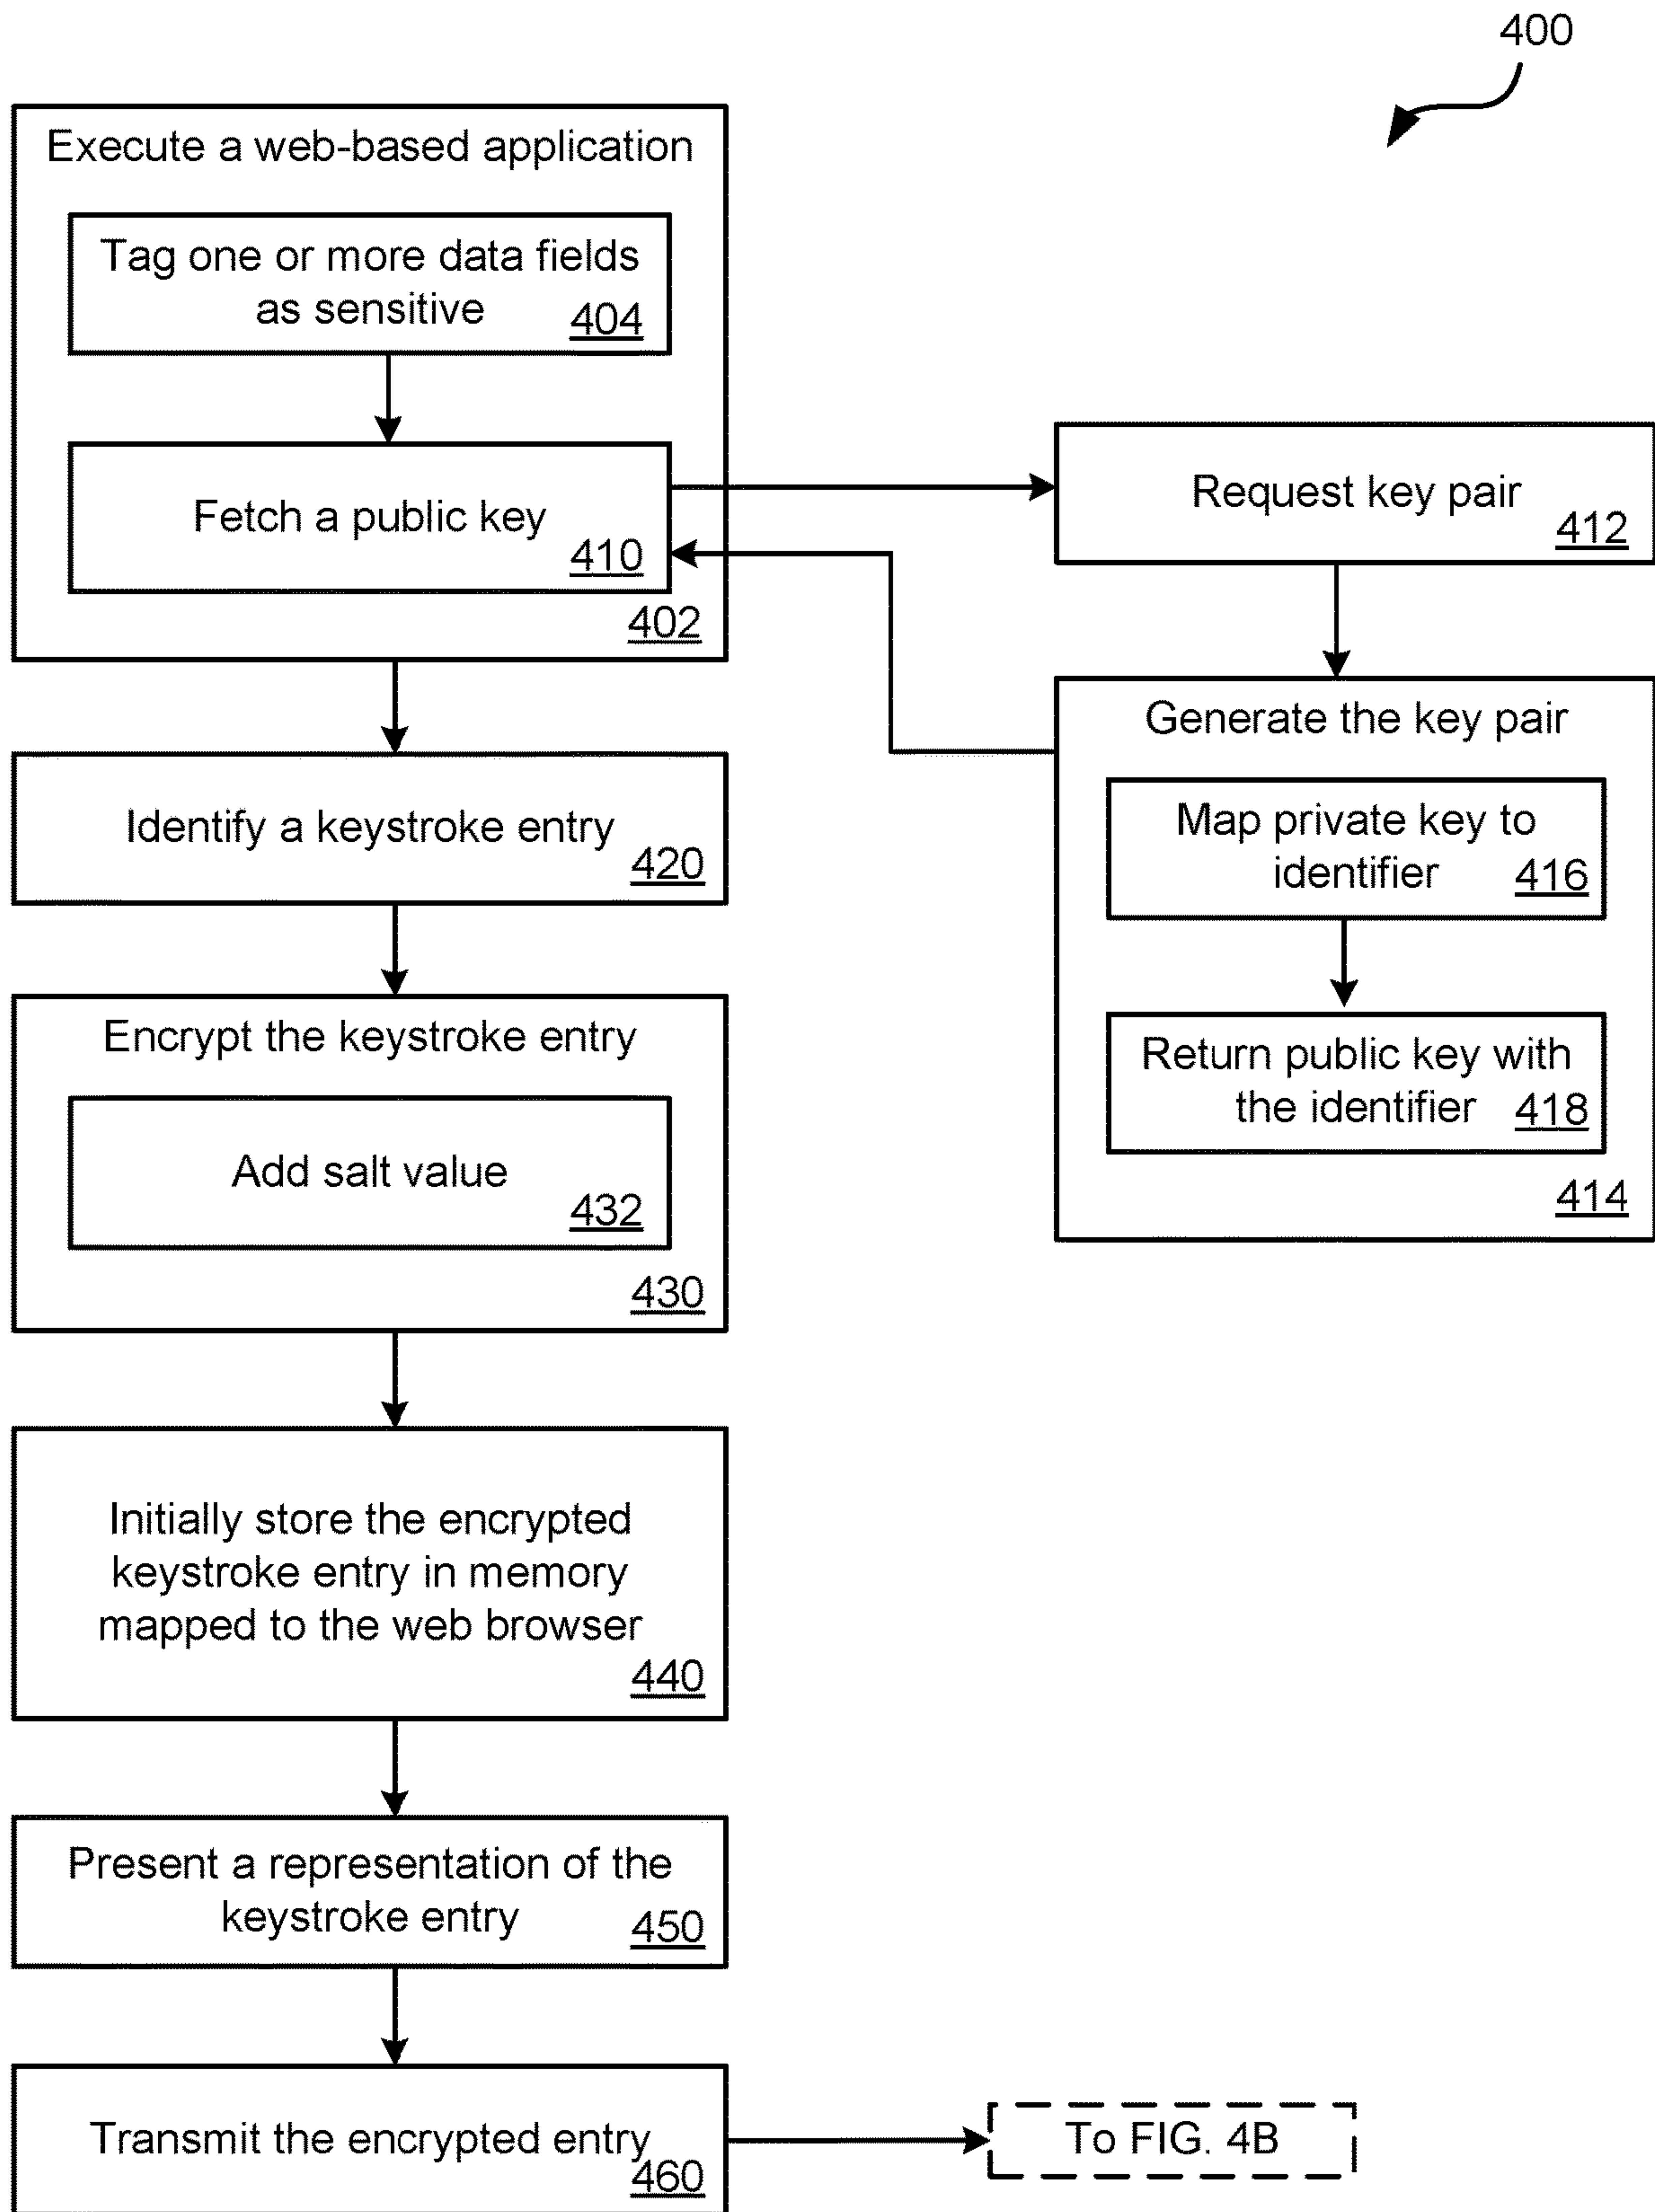 400
Execute a web-based application
Tag one or more data fields
as sensitive
404
Fetch a public key
410
402
Request key pair
412
Generate the key pair
Map private key to
identifier
416
Return public key with
the identifier
418
414
Identify a keystroke entry
420
Encrypt the keystroke entry
Add salt value
432
430
Initially store the encrypted
keystroke entry in memory
mapped to the web browser
440
Present a representation of the
keystroke entry
450
Transmit the encrypted entry
460
To FIG. 4B